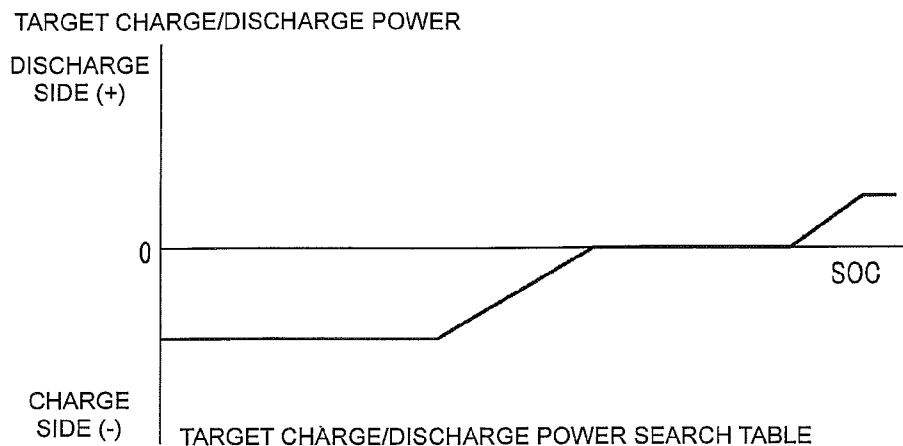 TARGET CHARGE/DISCHARGE POWER
DISCHARGE
SIDE (+)
0
SOC
CHARGE
SIDE (-)
TARGET CHARGE/DISCHARGE POWER SEARCH TABLE